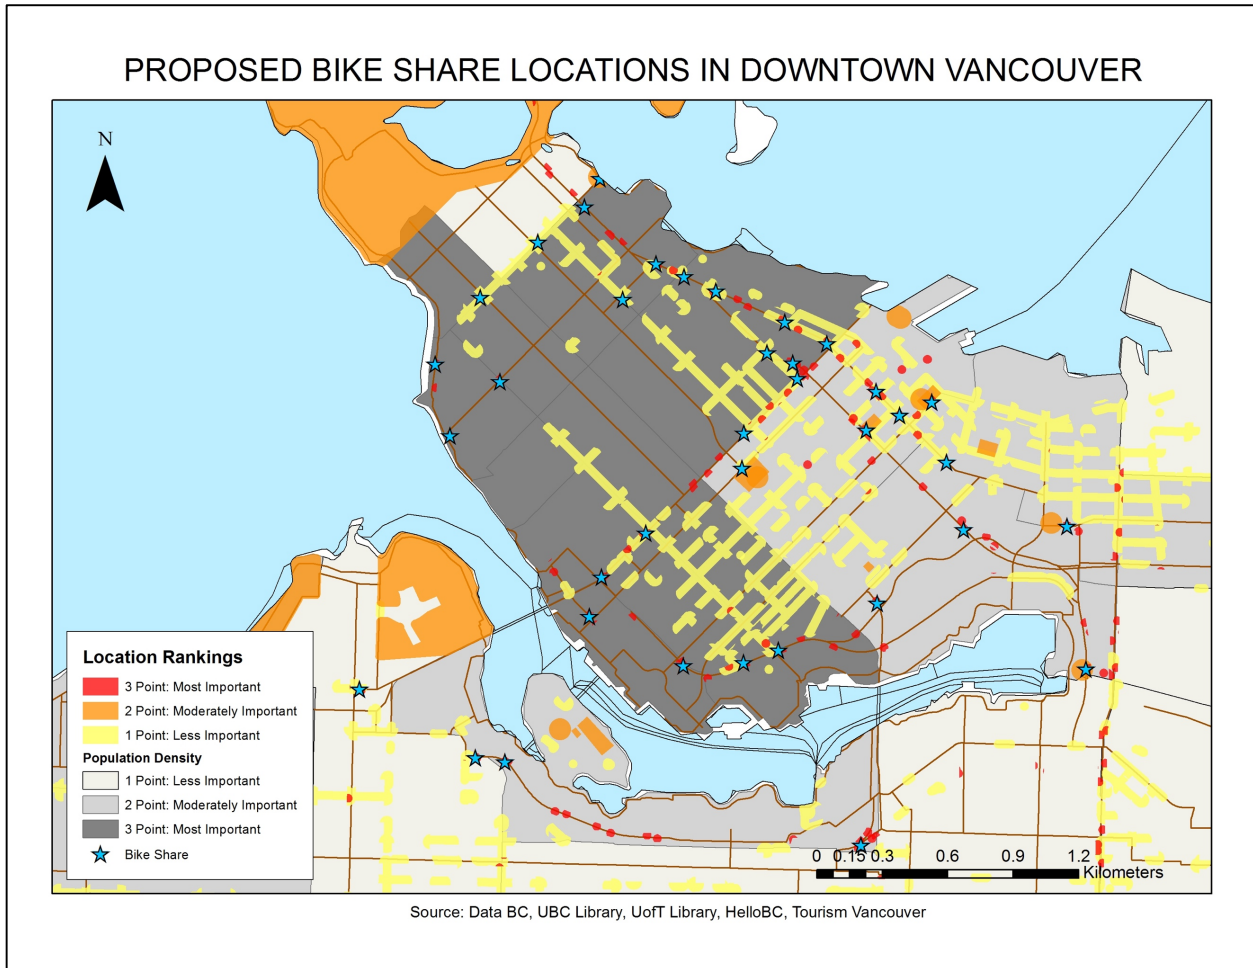 PROPOSED BIKE SHARE LOCATIONS IN DOWNTOWN VANCOUVER
N
Location Rankings
3 Point: Most Important
2 Point: Moderately Important
1 Point: Less Important
Population Density
1 Point: Less Important
2 Point: Moderately Important
3 Point: Most Important
Bike Share
0 0.15 0.3 0.6 0.9 1.2
Kilometers
Source: Data BC, UBC Library, UofT Library, HelloBC, Tourism Vancouver